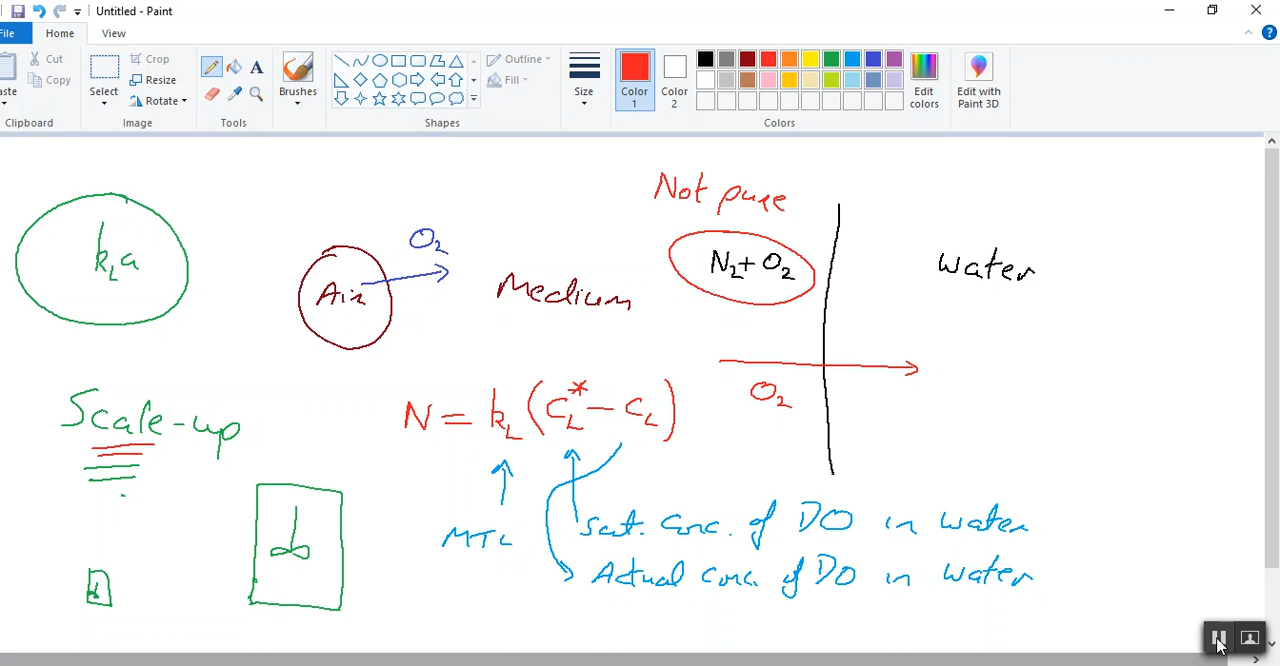 Untitled - Paint
File Home View
Cut
Copy
Clipboard
Select
Crop
Resize
Rotate
Image
Tools
Brushes
Shapes
Outline
Fill
Size
Color 1
Color 2
Colors
Edit colors
Edit with Paint 3D
kLa
Air
O2
Medium
Not pure
N2+ O2
water
O2
Scale-up
N = kL (CL* - CL)
MTC
Sat. Conc. of DO in water
Actual Conc. of DO in water